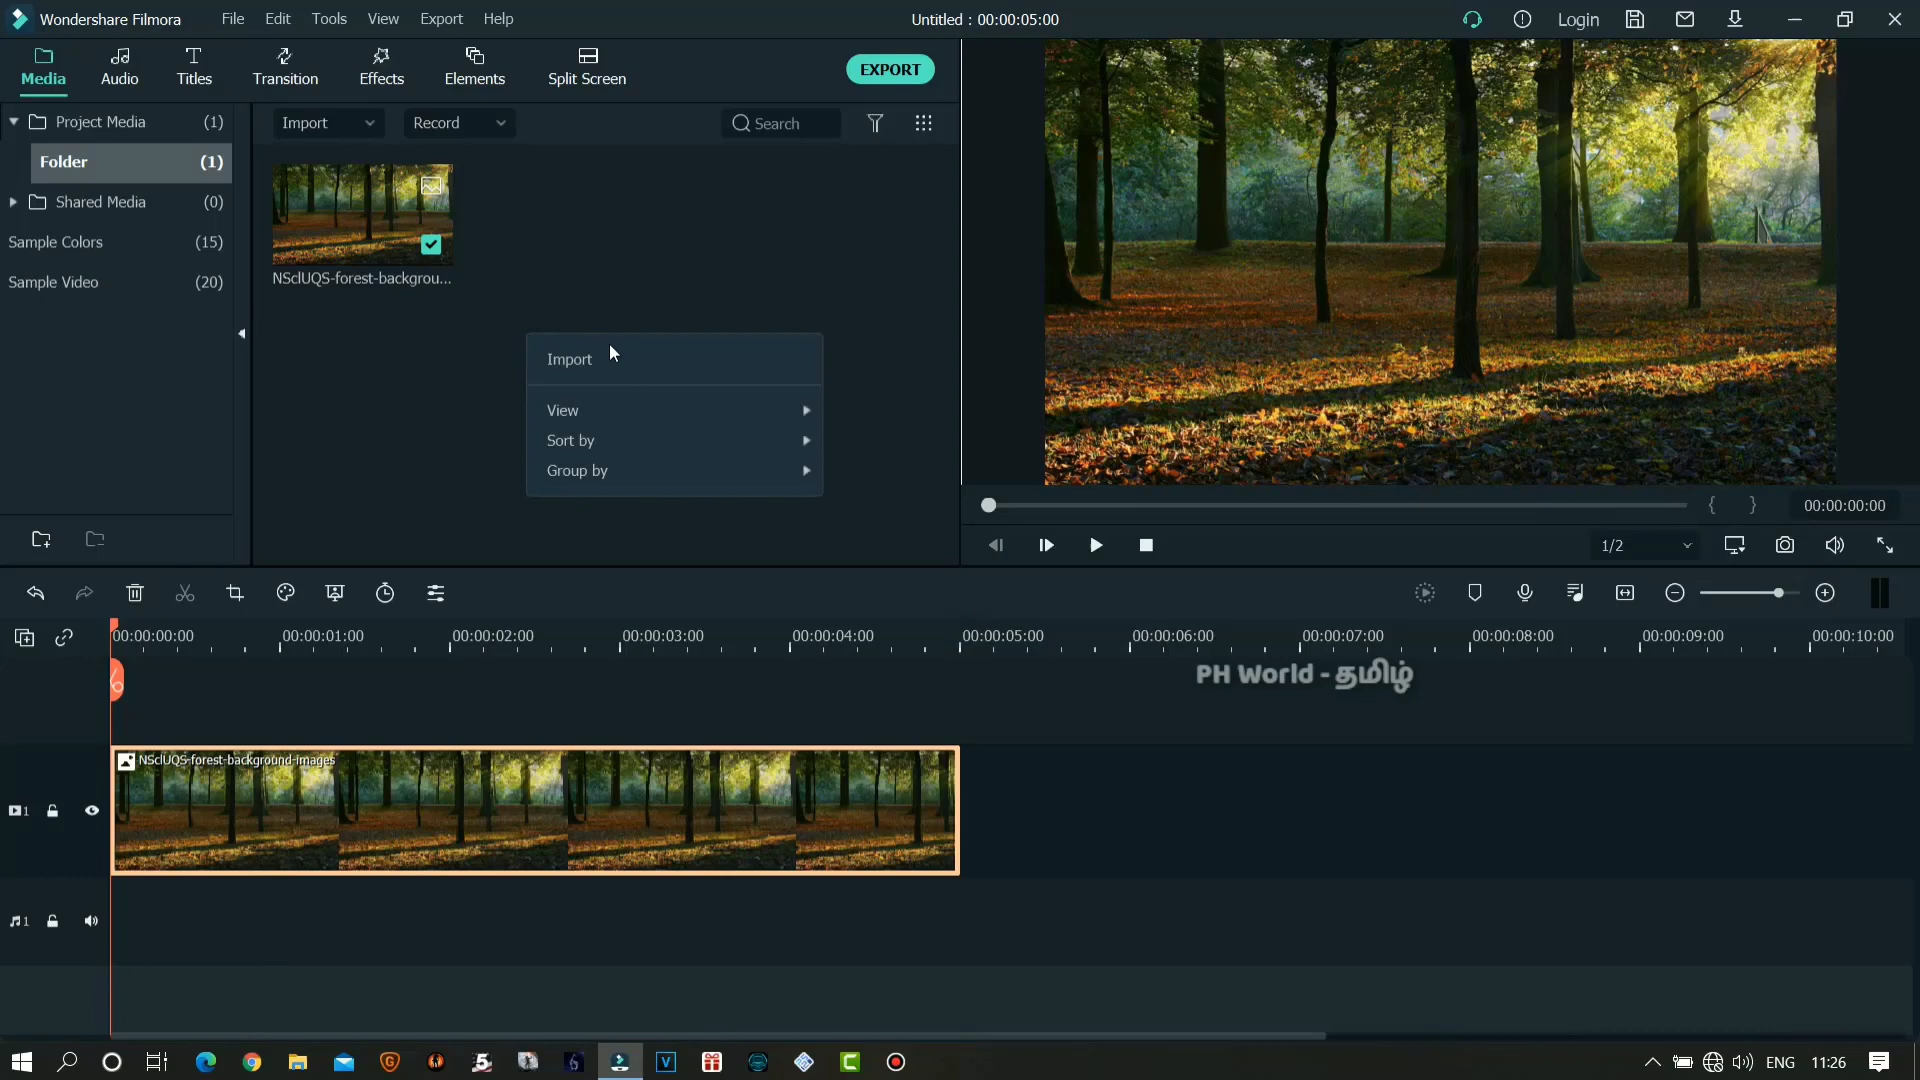 Wondershare Filmora
File Edit Tools View Export Help
Untitled : 00:00:05:00
Login
Media Audio Titles Transition Effects Elements Split Screen
EXPORT
Project Media (1)
Folder (1)
Shared Media (0)
Sample Colors (15)
Sample Video (20)
Import Record Search
NSclUQS-forest-backgrou...
Import
View
Sort by
Group by
{ } 00:00:00:00
1/2
00:00:00:00 00:00:01:00 00:00:02:00 00:00:03:00 00:00:04:00 00:00:05:00 00:00:06:00 00:00:07:00 00:00:08:00 00:00:09:00 00:00:10:00
PH World - தமிழ்
NSclUQS-forest-background-images
1
1
ENG 11:26